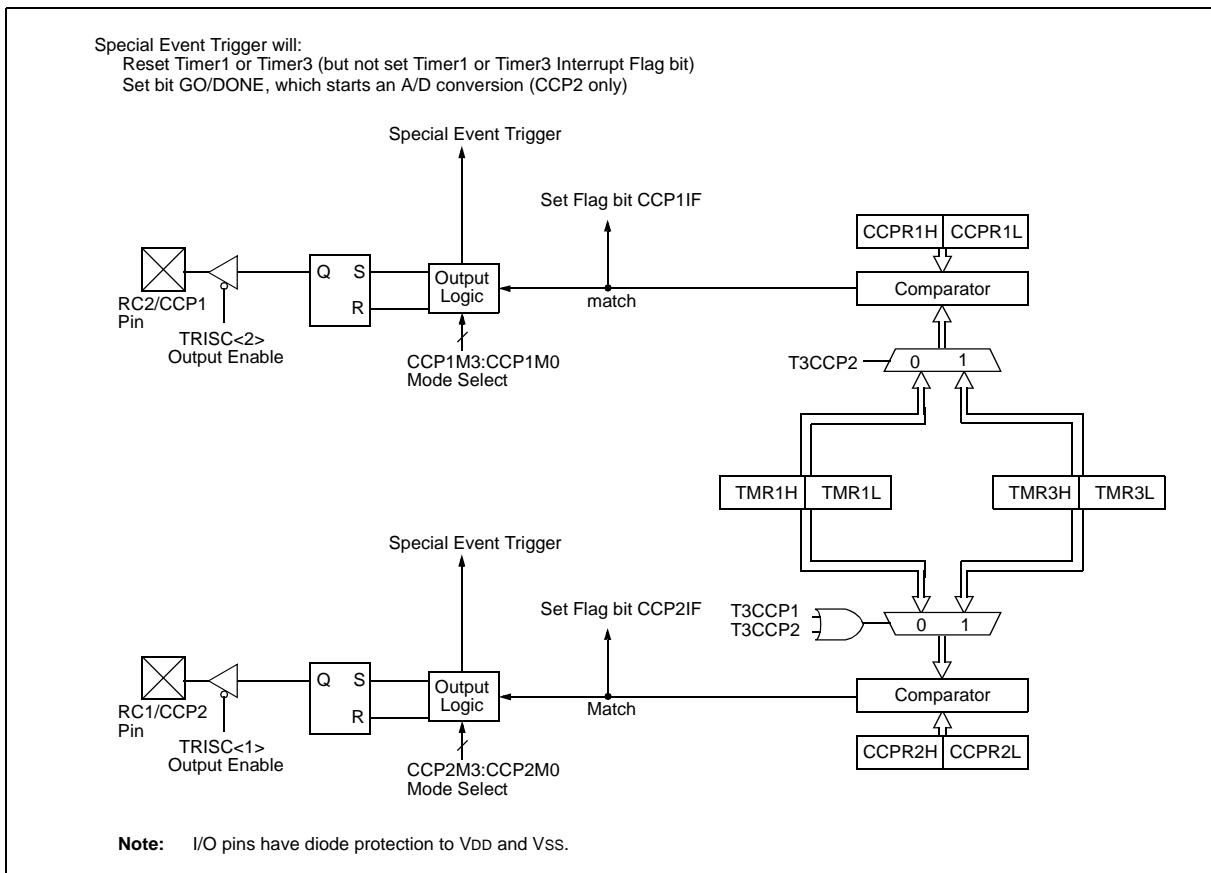 Special Event Trigger will:
Reset Timer1 or Timer3 (but not set Timer1 or Timer3 Interrupt Flag bit)
Set bit GO/DONE, which starts an A/D conversion (CCP2 only)
Special Event Trigger
Set Flag bit CCP1IF
CCPR1H CCPR1L
Q S
R
Output
Logic
match
Comparator
RC2/CCP1
Pin
TRISC<2>
Output Enable
CCP1M3:CCP1M0
Mode Select
T3CCP2
0 1
TMR1H TMR1L
TMR3H TMR3L
Special Event Trigger
Set Flag bit CCP2IF
T3CCP1
T3CCP2
0 1
Q S
R
Output
Logic
Match
Comparator
RC1/CCP2
Pin
TRISC<1>
Output Enable
CCP2M3:CCP2M0
Mode Select
CCPR2H CCPR2L
Note: I/O pins have diode protection to VDD and VSS.